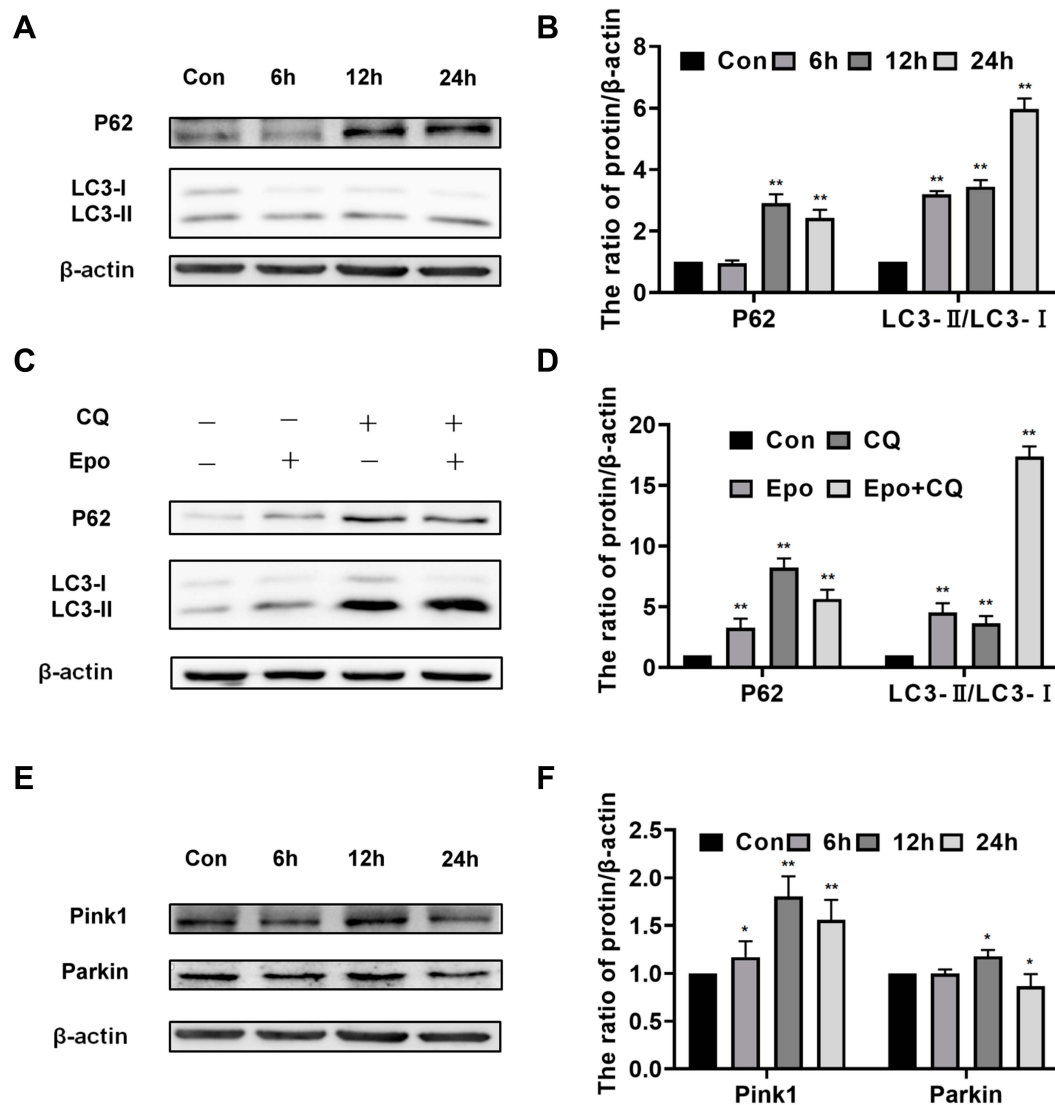 A
Con 6h 12h 24h
P62
LC3-I
LC3-II
β-actin
B
The ratio of protin/β-actin
8
6
4
2
0
Con 6h 12h 24h
** ** ** ** **
P62 LC3-Ⅱ/LC3-Ⅰ
C
CQ − − + +
Epo − + − +
P62
LC3-I
LC3-II
β-actin
D
The ratio of protin/β-actin
20
15
10
5
0
Con CQ
Epo Epo+CQ
** ** ** ** ** **
P62 LC3-Ⅱ/LC3-Ⅰ
E
Con 6h 12h 24h
Pink1
Parkin
β-actin
F
The ratio of protin/β-actin
2.5
2.0
1.5
1.0
0.5
0.0
Con 6h 12h 24h
* ** ** * *
Pink1 Parkin